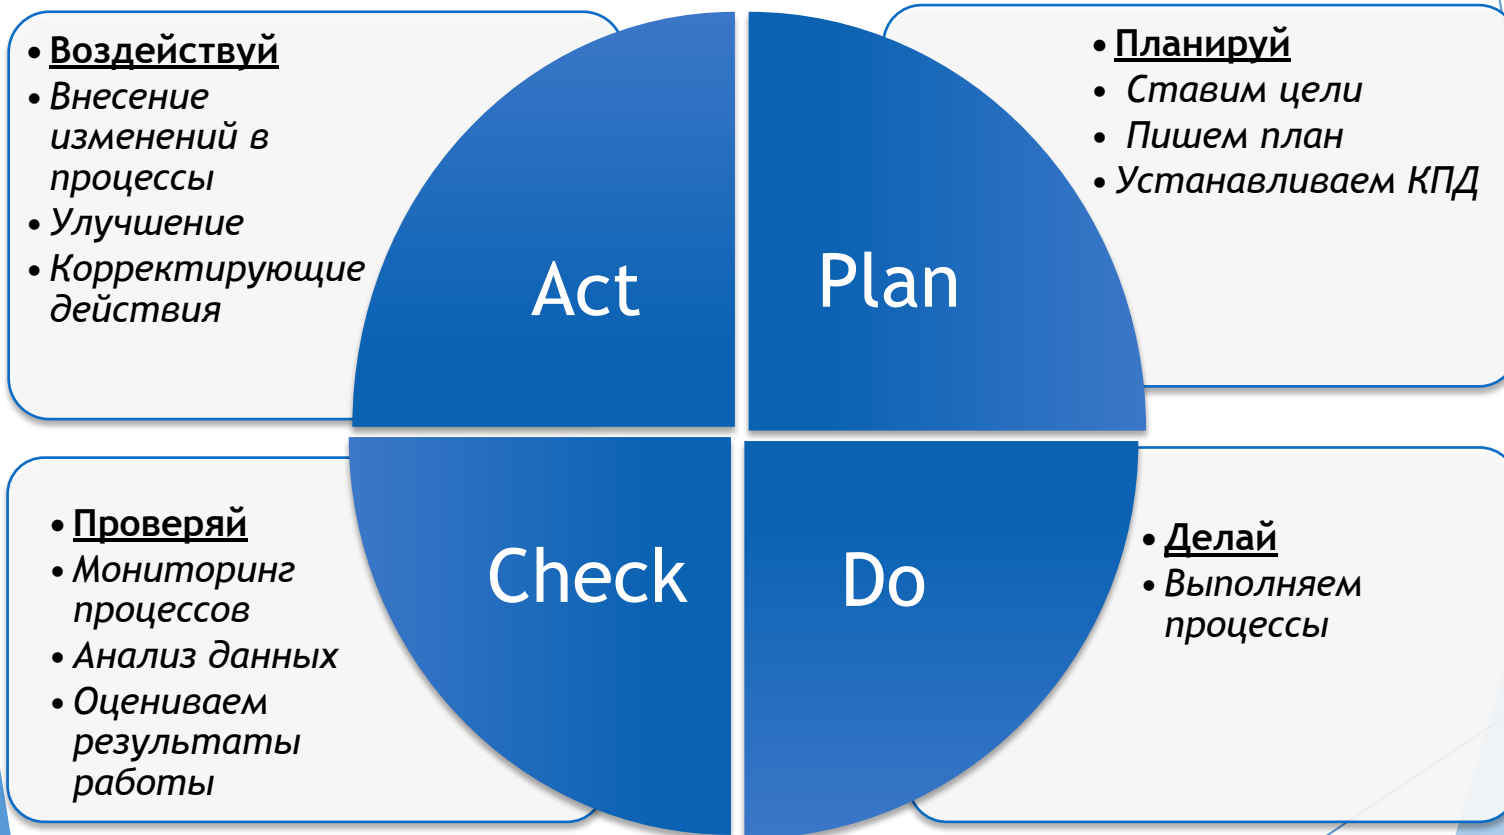 • Воздействуй
• Внесение
изменений в
процессы
• Улучшение
• Корректирующие
действия
Act
Plan
• Планируй
• Ставим цели
• Пишем план
• Устанавливаем КПД
• Проверяй
• Мониторинг
процессов
• Анализ данных
• Оцениваем
результаты
работы
Check
Do
• Делай
• Выполняем
процессы